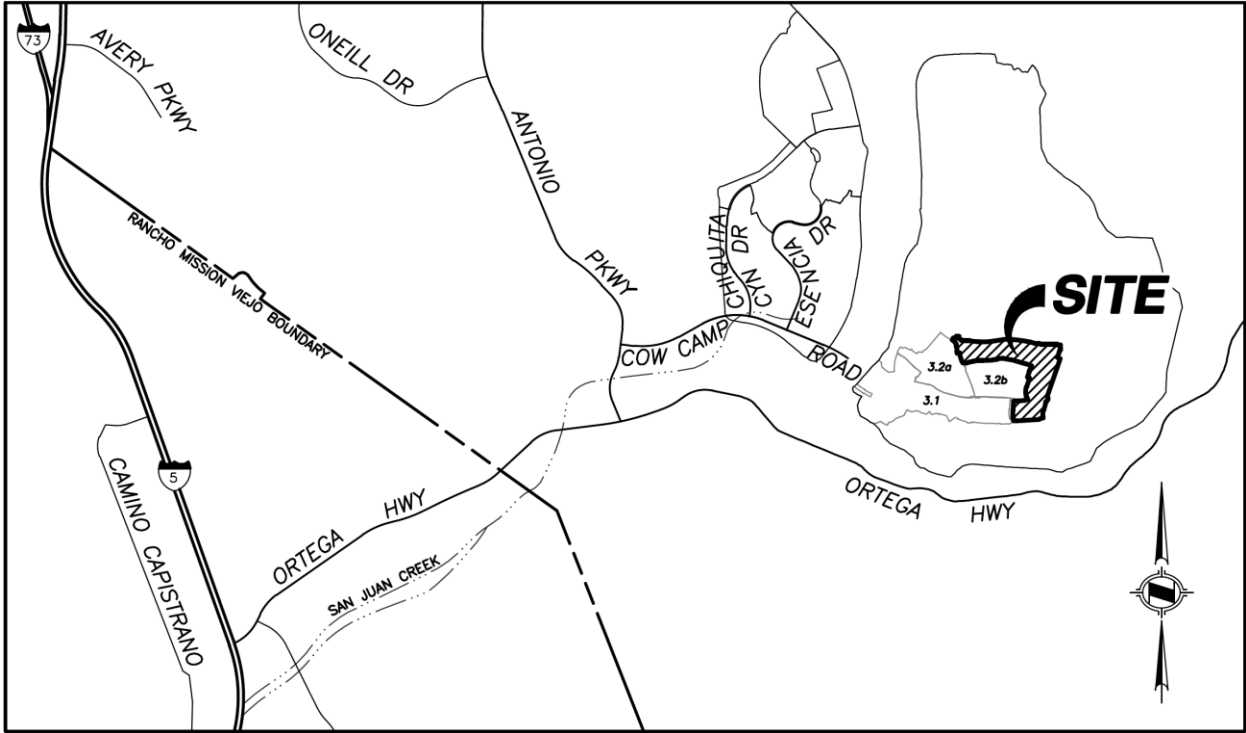 73
AVERY PKWY
ONEILL DR
ANTONIO
PKWY
RANCHO MISSION VIEJO BOUNDARY
CHIQUITA
CYN DR
ESENCIA DR
SITE
COW CAMP
ROAD
3.2a
3.2b
3.1
5
CAMINO CAPISTRANO
ORTEGA HWY
SAN JUAN CREEK
ORTEGA
HWY